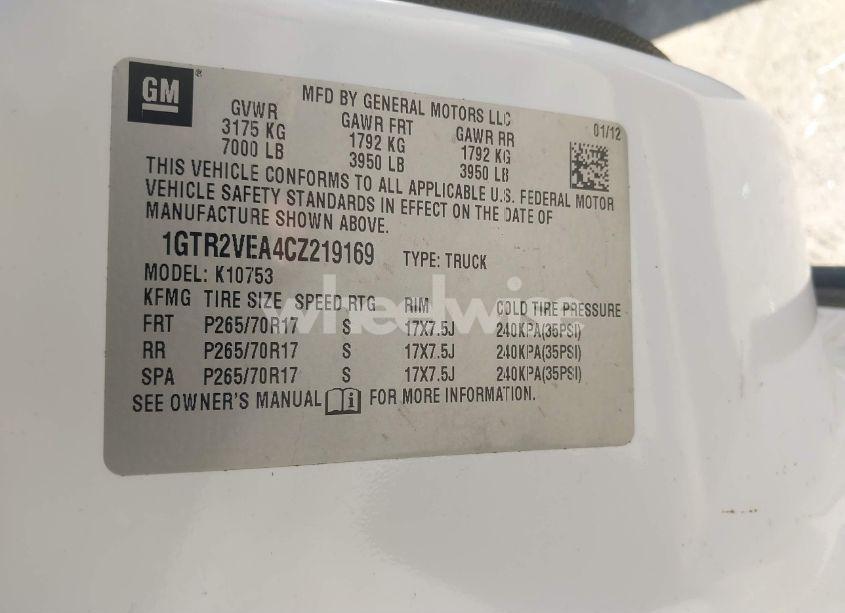 GM
MFD BY GENERAL MOTORS LLC
GVWR GAWR FRT GAWR RR 01/12
3175 KG 1792 KG 1792 KG
7000 LB 3950 LB 3950 LB
THIS VEHICLE CONFORMS TO ALL APPLICABLE U.S. FEDERAL MOTOR
VEHICLE SAFETY STANDARDS IN EFFECT ON THE DATE OF
MANUFACTURE SHOWN ABOVE.
1GTR2VEA4CZ219169 TYPE: TRUCK
MODEL: K10753
KFMG TIRE SIZE SPEED RTG RIM COLD TIRE PRESSURE
FRT P265/70R17 S 17X7.5J 240KPA(35PSI)
RR P265/70R17 S 17X7.5J 240KPA(35PSI)
SPA P265/70R17 S 17X7.5J 240KPA(35PSI)
SEE OWNER'S MANUAL FOR MORE INFORMATION.